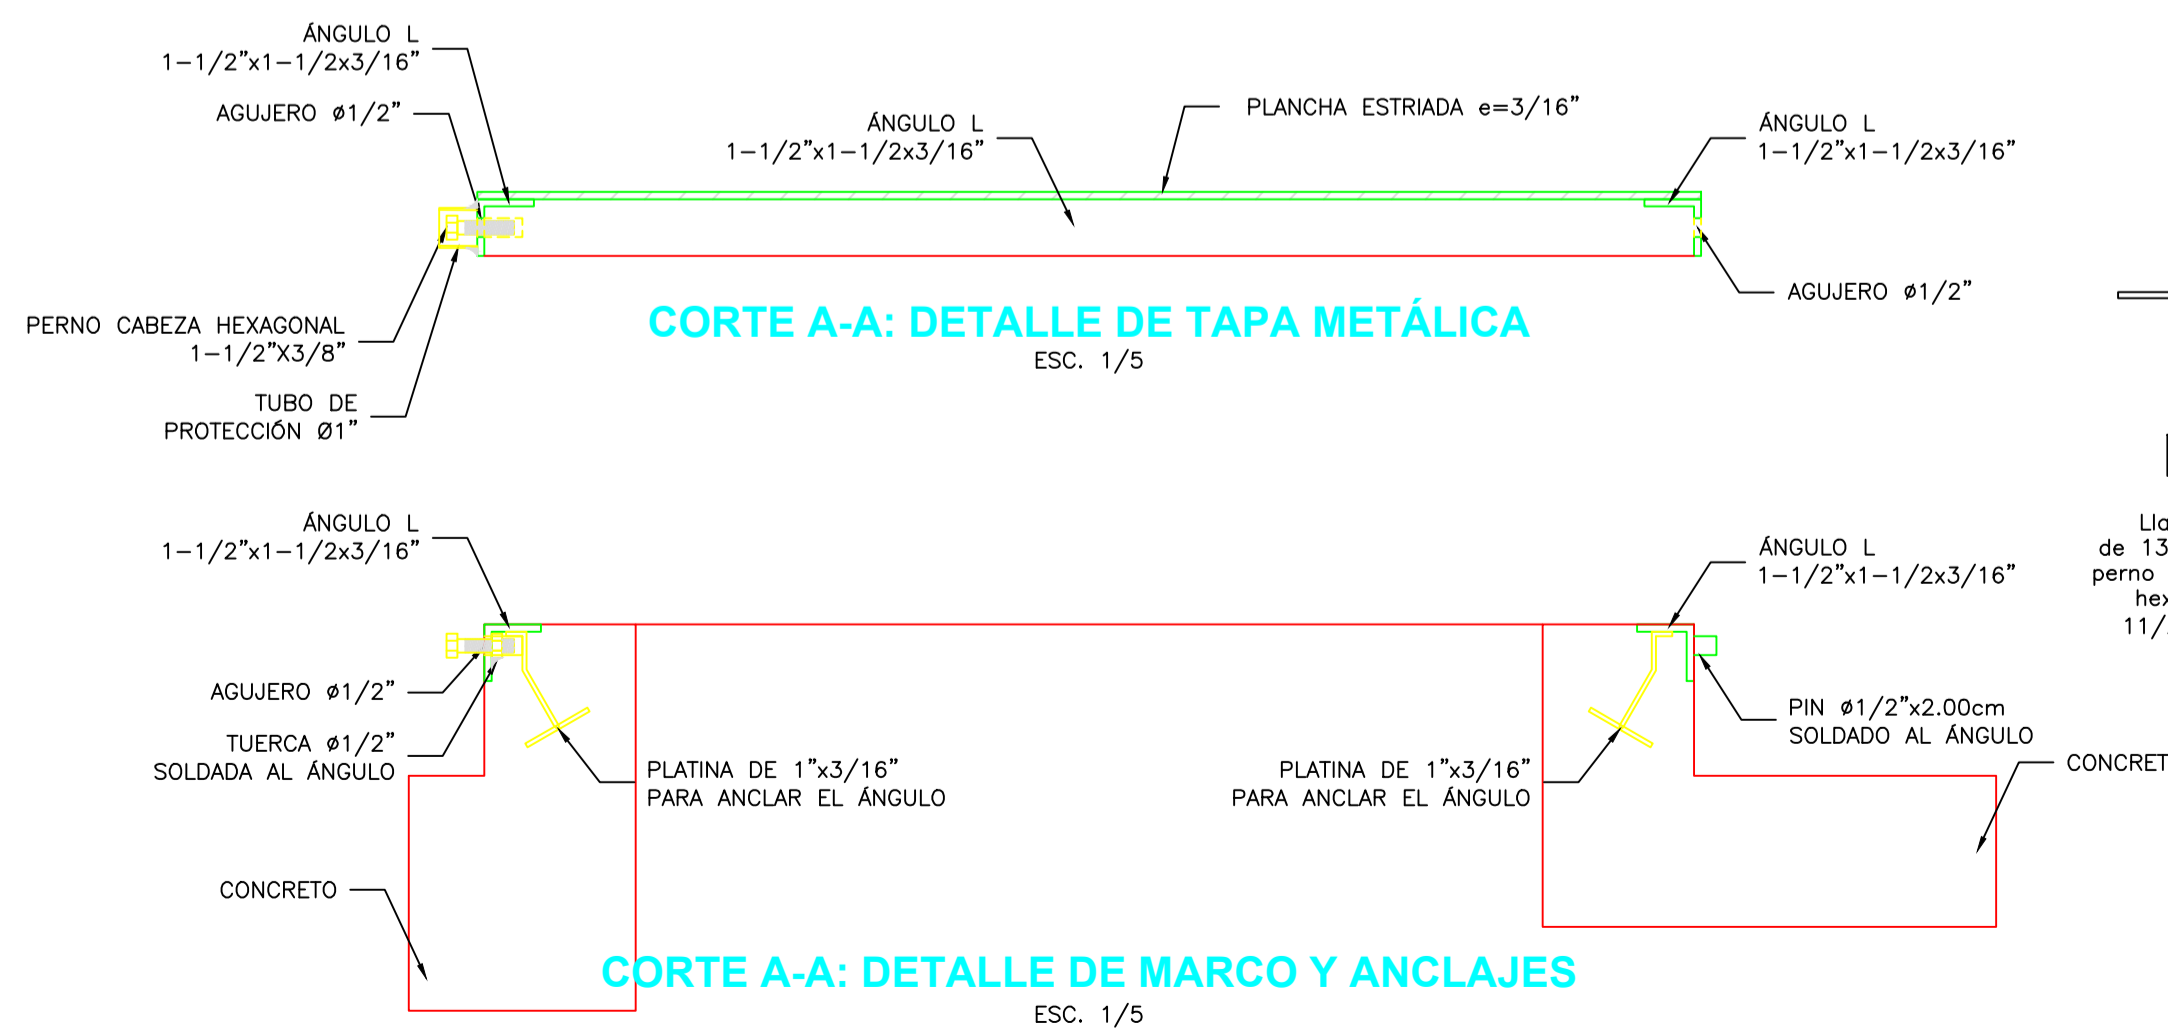 ÁNGULO L
1-1/2"x1-1/2x3/16"
AGUJERO ø1/2"
ÁNGULO L
1-1/2"x1-1/2x3/16"
PLANCHA ESTRIADA e=3/16"
ÁNGULO L
1-1/2"x1-1/2x3/16"
AGUJERO ø1/2"
PERNO CABEZA HEXAGONAL
1-1/2"X3/8"
TUBO DE
PROTECCIÓN Ø1"
CORTE A-A: DETALLE DE TAPA METÁLICA
ESC. 1/5
ÁNGULO L
1-1/2"x1-1/2x3/16"
ÁNGULO L
1-1/2"x1-1/2x3/16"
de 13
perno
11/
AGUJERO ø1/2"
TUERCA ø1/2"
SOLDADA AL ÁNGULO
PLATINA DE 1"x3/16"
PARA ANCLAR EL ÁNGULO
PLATINA DE 1"x3/16"
PARA ANCLAR EL ÁNGULO
PIN ø1/2"x2.00cm
SOLDADO AL ÁNGULO
CONCRET
CONCRETO
CORTE A-A: DETALLE DE MARCO Y ANCLAJES
ESC. 1/5